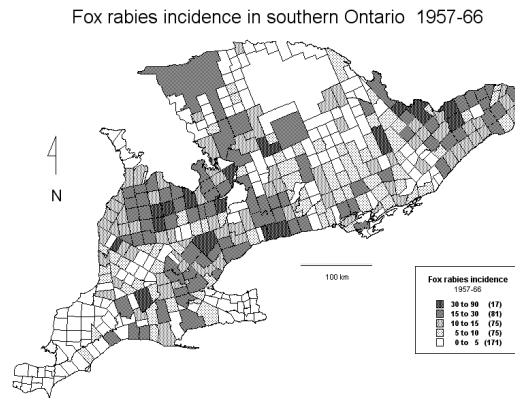 Fox rabies incidence in southern Ontario 1957-66
N
100 km
Fox rabies incidence
1957-66
30 to 90 (17)
15 to 30 (81)
10 to 15 (75)
5 to 10 (75)
0 to 5 (171)